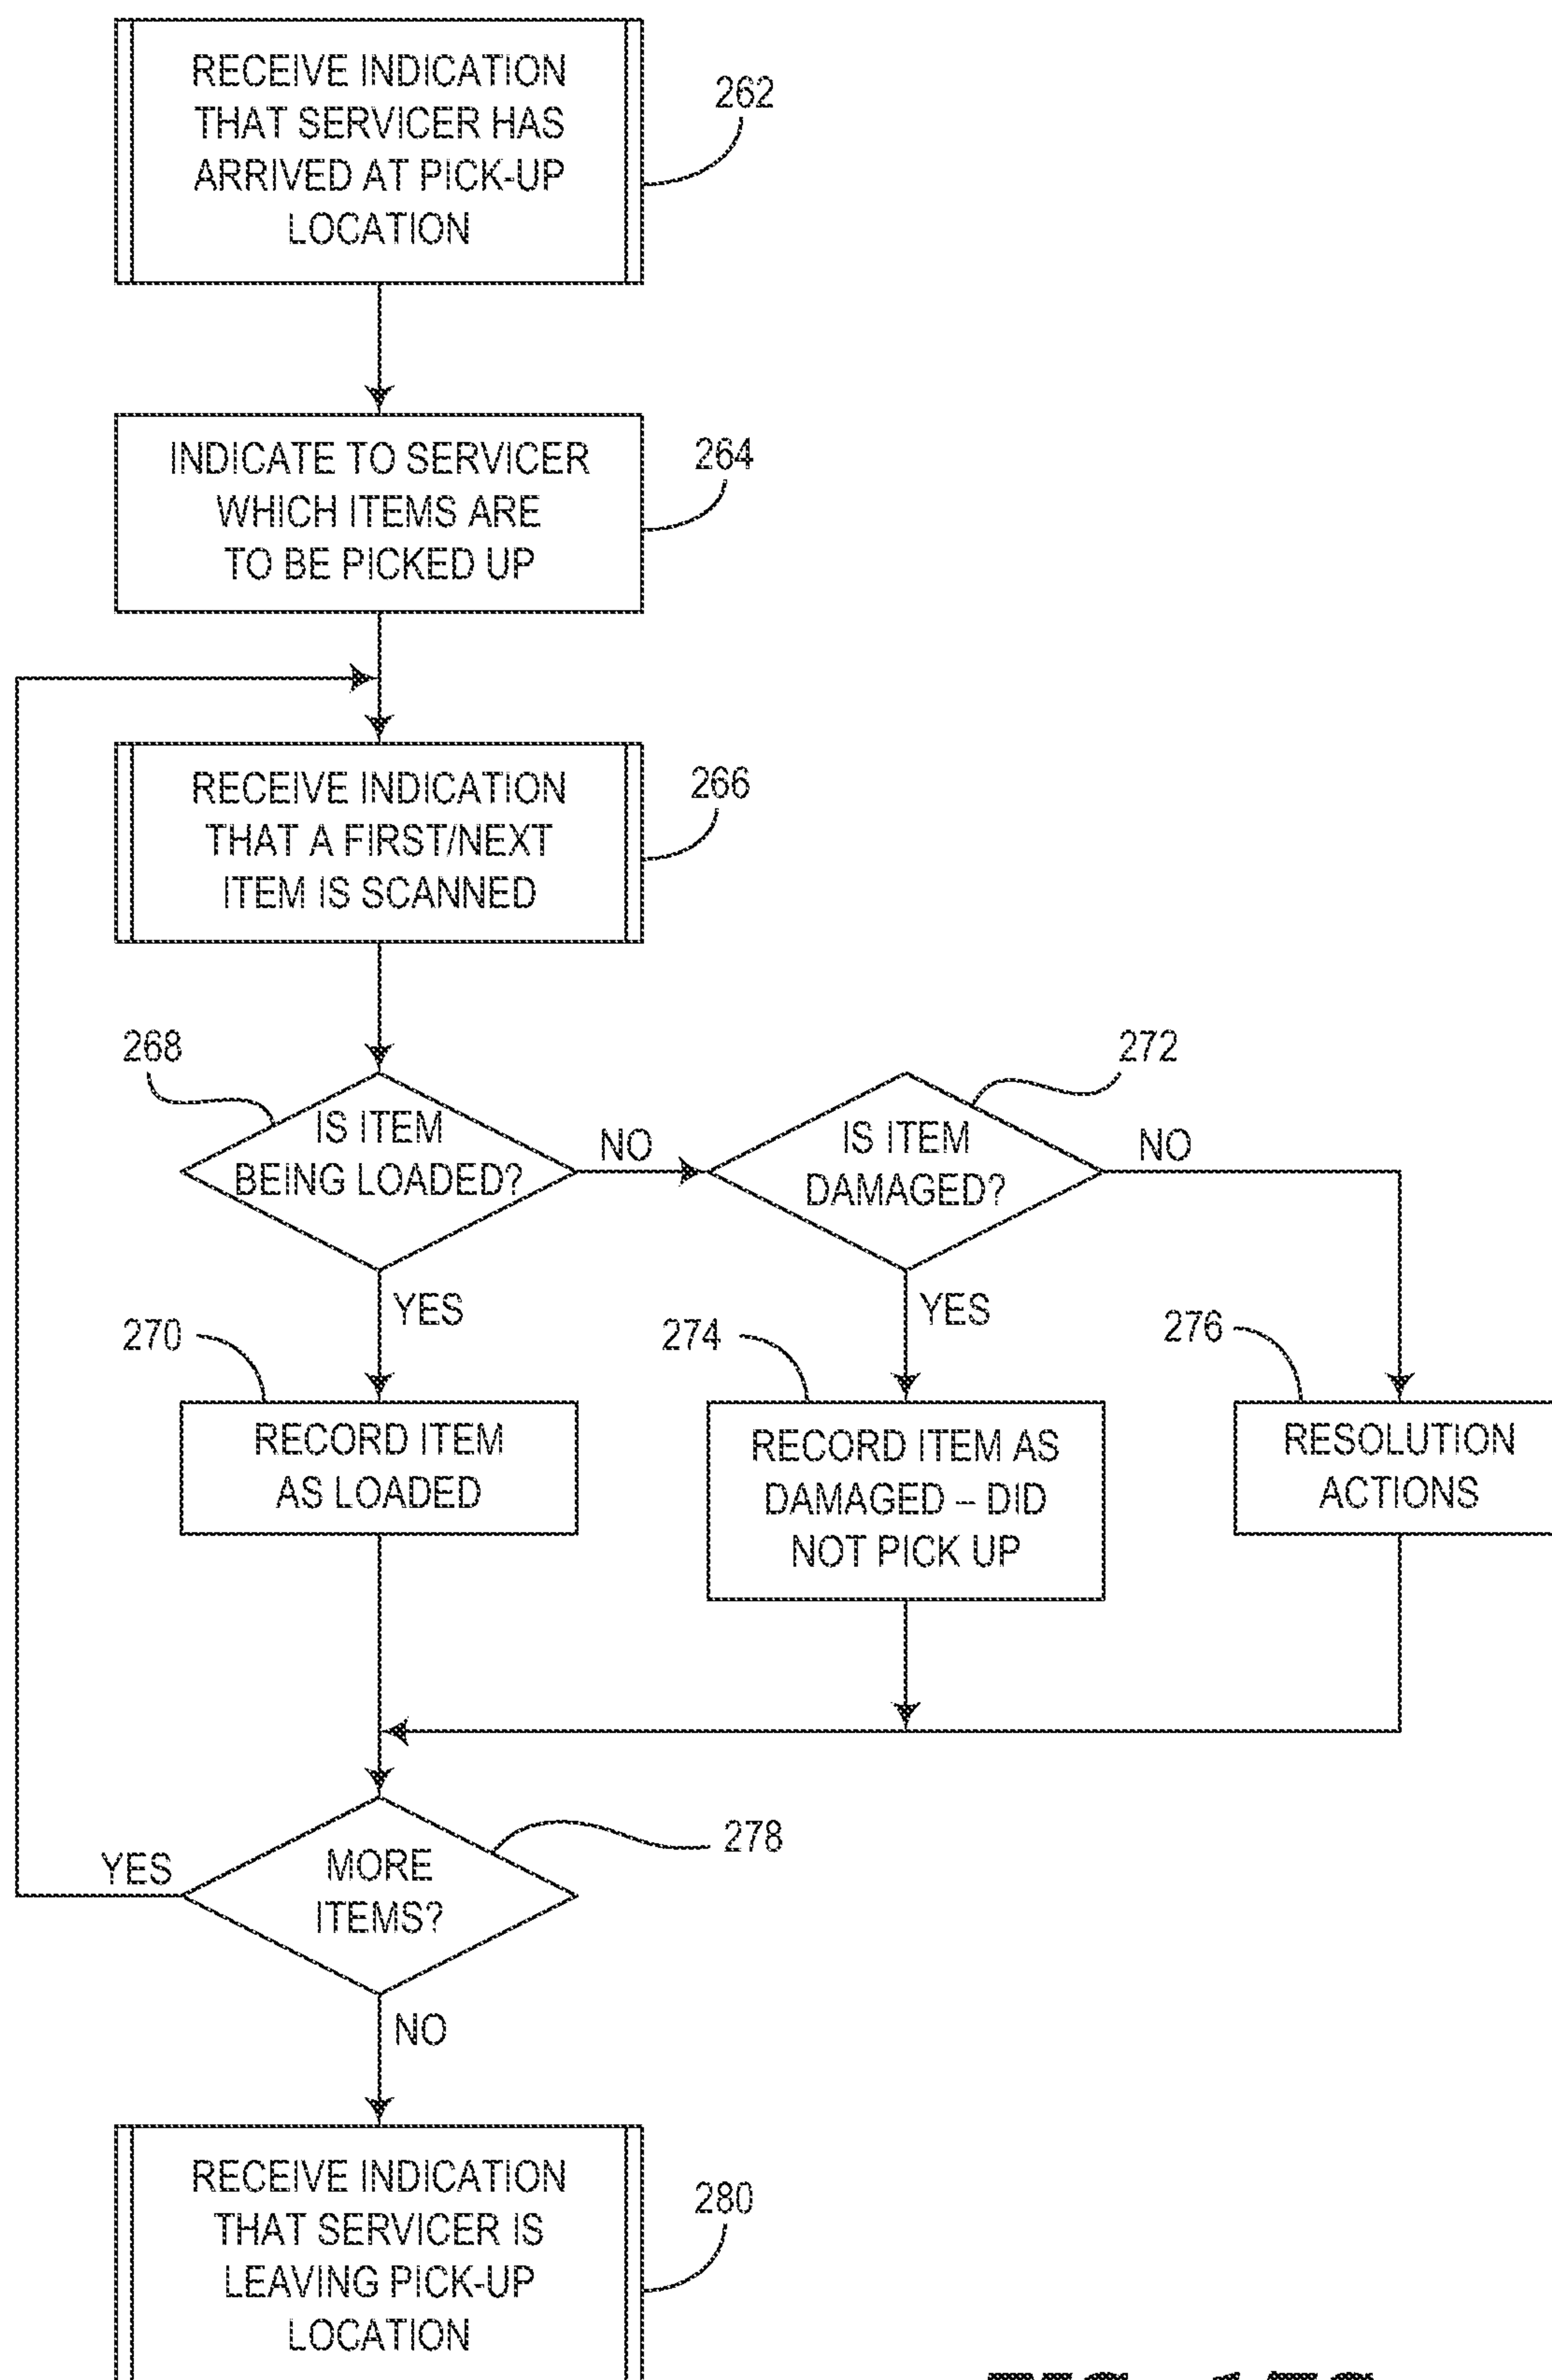 RECEIVE INDICATION
THAT SERVICER HAS
ARRIVED AT PICK-UP
LOCATION
262
INDICATE TO SERVICER
WHICH ITEMS ARE
TO BE PICKED UP
264
RECEIVE INDICATION
THAT A FIRST/NEXT
ITEM IS SCANNED
266
268
IS ITEM
BEING LOADED?
NO
272
IS ITEM
DAMAGED?
NO
YES
YES
270
RECORD ITEM
AS LOADED
274
RECORD ITEM AS
DAMAGED -- DID
NOT PICK UP
276
RESOLUTION
ACTIONS
278
MORE
ITEMS?
YES
NO
RECEIVE INDICATION
THAT SERVICER IS
LEAVING PICK-UP
LOCATION
280